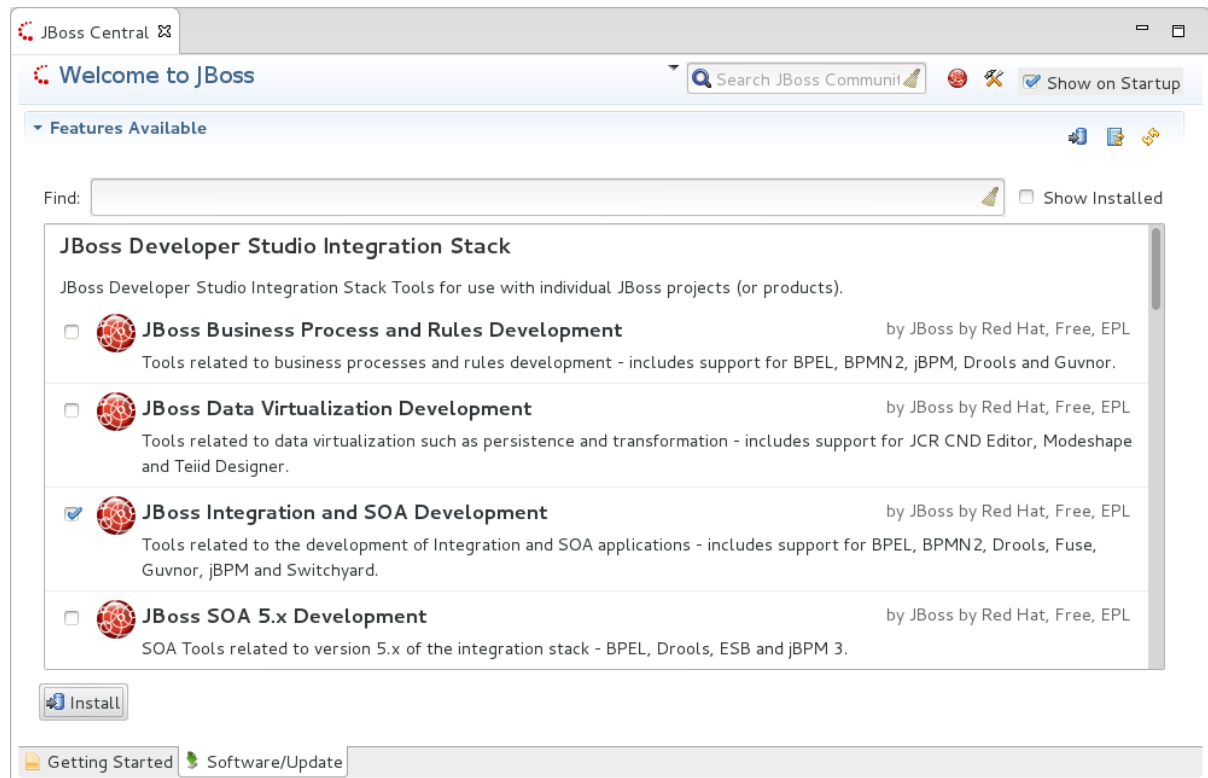 JBoss Central
Welcome to JBoss
Search JBoss Communit
Show on Startup
Features Available
Find:
Show Installed
JBoss Developer Studio Integration Stack
JBoss Developer Studio Integration Stack Tools for use with individual JBoss projects (or products).
JBoss Business Process and Rules Development
by JBoss by Red Hat, Free, EPL
Tools related to business processes and rules development - includes support for BPEL, BPMN2, jBPM, Drools and Guvnor.
JBoss Data Virtualization Development
by JBoss by Red Hat, Free, EPL
Tools related to data virtualization such as persistence and transformation - includes support for JCR CND Editor, Modeshape
and Teiid Designer.
JBoss Integration and SOA Development
by JBoss by Red Hat, Free, EPL
Tools related to the development of Integration and SOA applications - includes support for BPEL, BPMN2, Drools, Fuse,
Guvnor, jBPM and Switchyard.
JBoss SOA 5.x Development
by JBoss by Red Hat, Free, EPL
SOA Tools related to version 5.x of the integration stack - BPEL, Drools, ESB and jBPM 3.
Install
Getting Started
Software/Update